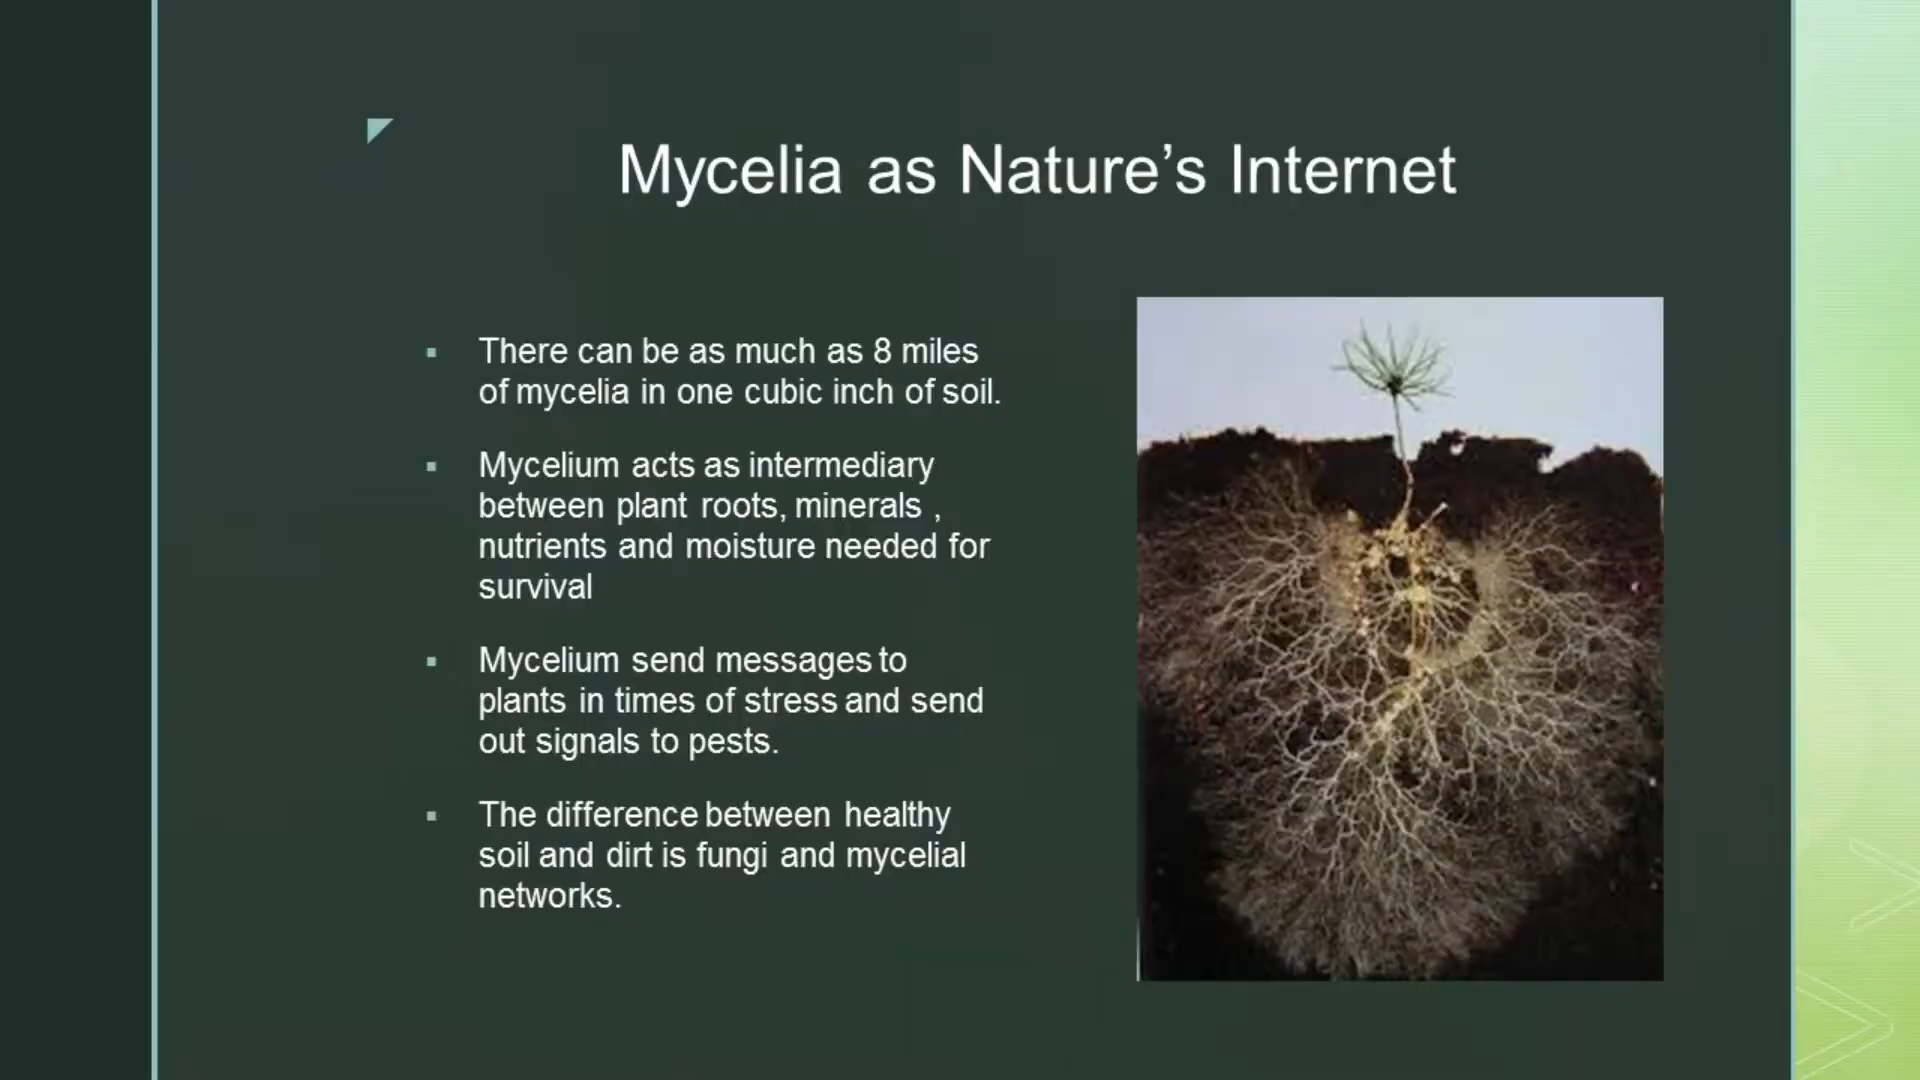 Mycelia as Nature’s Internet
There can be as much as 8 miles
of mycelia in one cubic inch of soil.
Mycelium acts as intermediary
between plant roots, minerals ,
nutrients and moisture needed for
survival
Mycelium send messages to
plants in times of stress and send
out signals to pests.
The difference between healthy
soil and dirt is fungi and mycelial
networks.